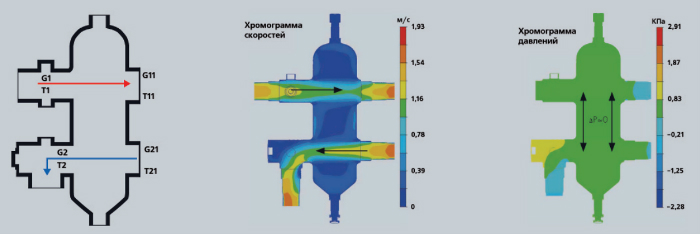 G1
T1
G11
T11
G2
T2
G21
T21
Хромограмма
скоростей
м/с
1,93
1,54
1,16
0,78
0,39
0
Хромограмма
давлений
ΔP≈0
КПа
2,91
1,87
0,83
–0,21
–1,25
–2,28